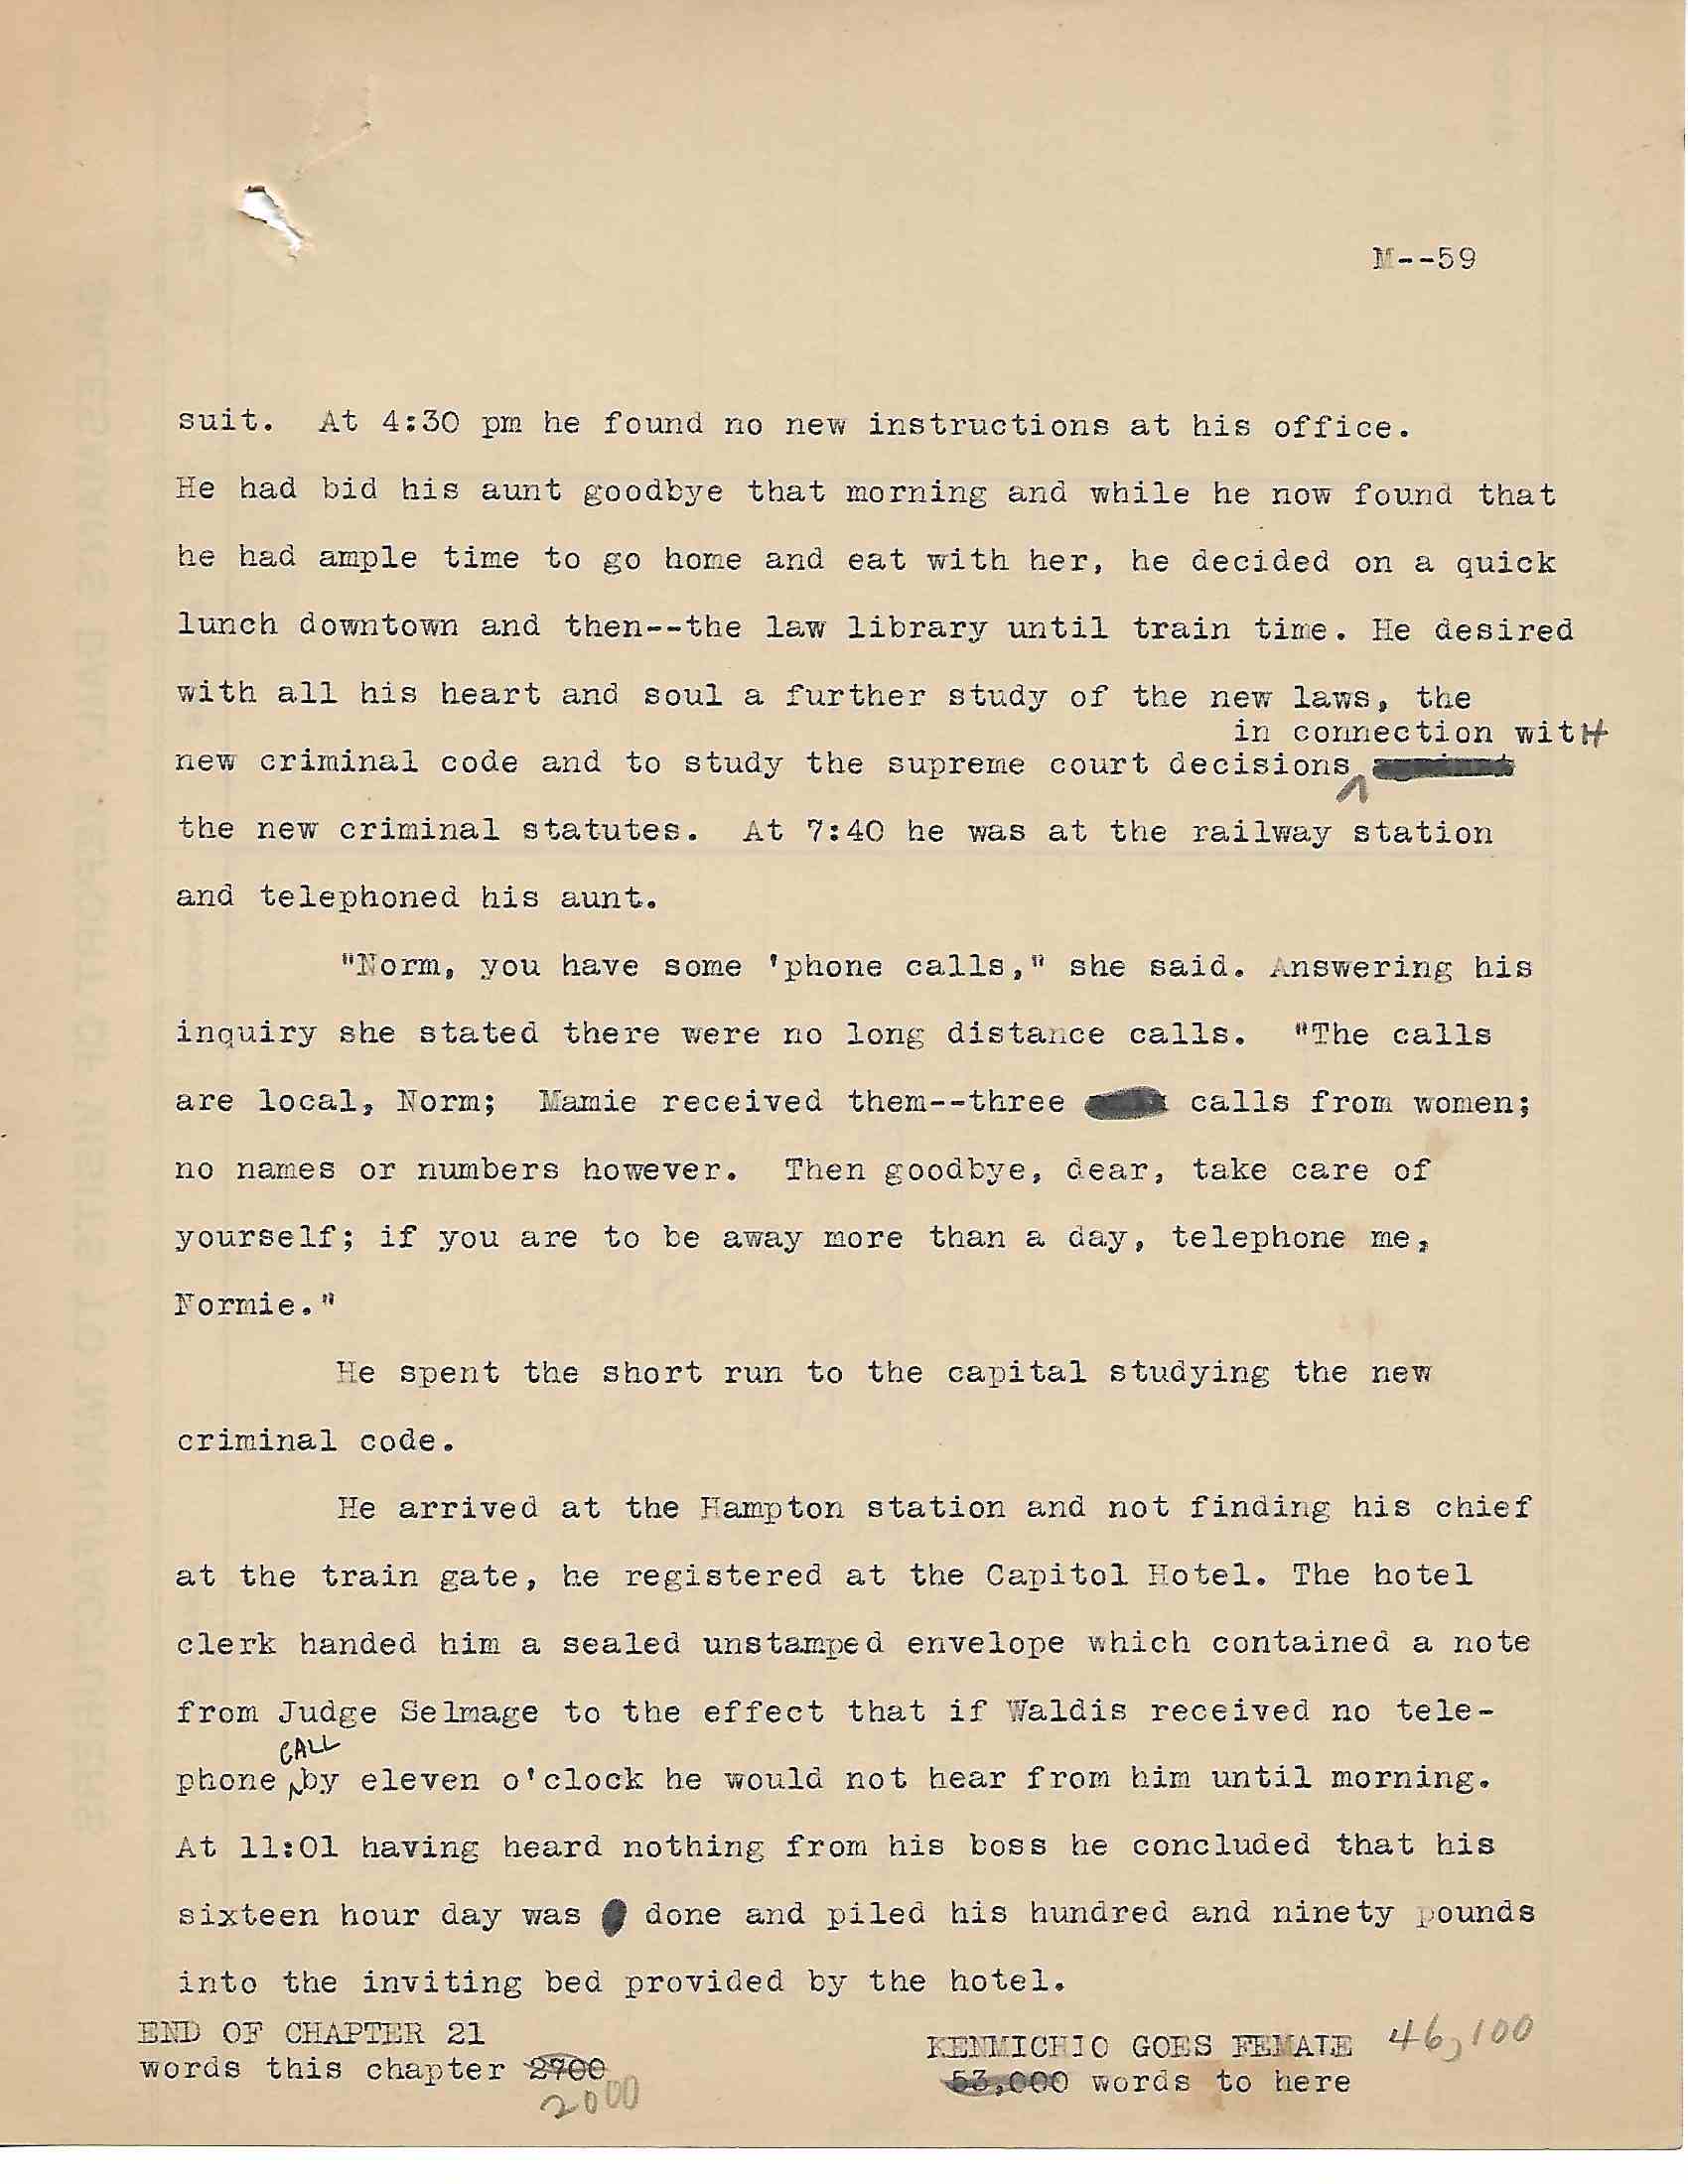 M--59
suit. At 4:30 pm he found no new instructions at his office.
He had bid his aunt goodbye that morning and while he now found that
he had ample time to go home and eat with her, he decided on a quick
lunch downtown and then--the law library until train time. He desired
with all his heart and soul a further study of the new laws, the
in connection with
new criminal code and to study the supreme court decisions
the new criminal statutes. At 7:40 he was at the railway station
and telephoned his aunt.
"Norm, you have some 'phone calls," she said. Answering his
inquiry she stated there were no long distance calls. "The calls
are local, Norm; Mamie received them--three calls from women;
no names or numbers however. Then goodbye, dear, take care of
yourself; if you are to be away more than a day, telephone me,
Normie."
He spent the short run to the capital studying the new
criminal code.
He arrived at the Hampton station and not finding his chief
at the train gate, he registered at the Capitol Hotel. The hotel
clerk handed him a sealed unstamped envelope which contained a note
from Judge Selmage to the effect that if Waldis received no tele-
CALL
phone by eleven o'clock he would not hear from him until morning.
At 11:01 having heard nothing from his boss he concluded that his
sixteen hour day was done and piled his hundred and ninety pounds
into the inviting bed provided by the hotel.
END OF CHAPTER 21
words this chapter 2700
2000
KENMICHIO GOES FEMALE 46,100
53,000 words to here